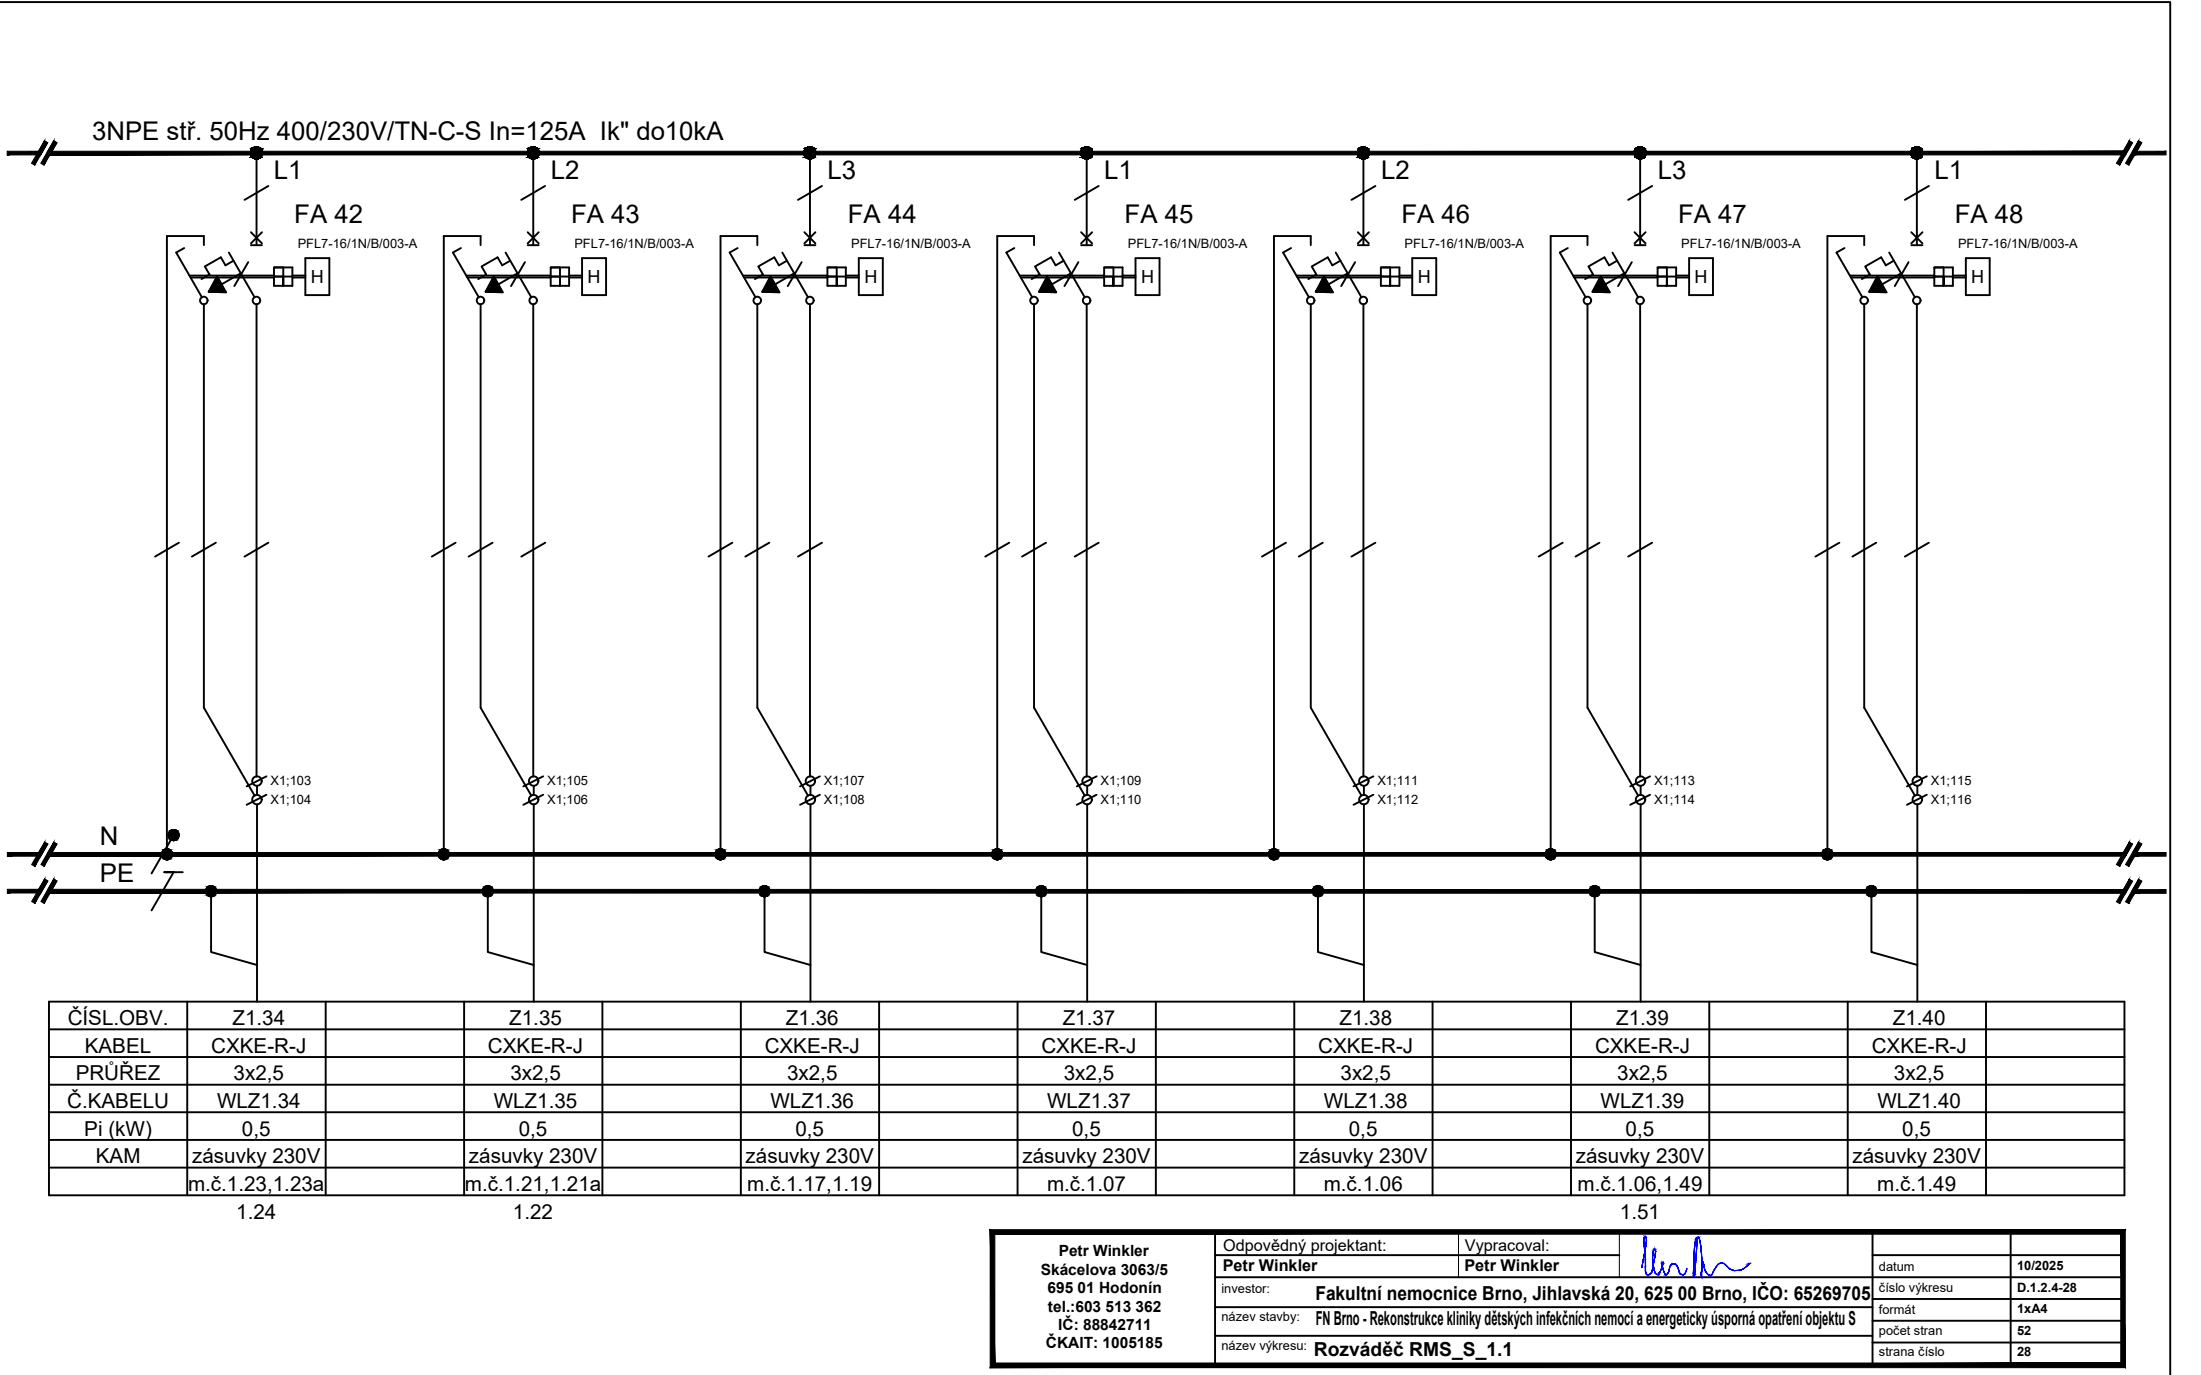 3NPE stř. 50Hz 400/230V/TN-C-S In=125A Ik" do10kA
L1 L2 L3 L1 L2 L3 L1
FA 42 FA 43 FA 44 FA 45 FA 46 FA 47 FA 48
PFL7-16/1N/B/003-A PFL7-16/1N/B/003-A PFL7-16/1N/B/003-A PFL7-16/1N/B/003-A PFL7-16/1N/B/003-A PFL7-16/1N/B/003-A PFL7-16/1N/B/003-A
H H H H H H H
X1;103 X1;105 X1;107 X1;109 X1;111 X1;113 X1;115
X1;104 X1;106 X1;108 X1;110 X1;112 X1;114 X1;116
N
PE
ČÍSL.OBV. Z1.34 Z1.35 Z1.36 Z1.37 Z1.38 Z1.39 Z1.40
KABEL CXKE-R-J CXKE-R-J CXKE-R-J CXKE-R-J CXKE-R-J CXKE-R-J CXKE-R-J
PRŮŘEZ 3x2,5 3x2,5 3x2,5 3x2,5 3x2,5 3x2,5 3x2,5
Č.KABELU WLZ1.34 WLZ1.35 WLZ1.36 WLZ1.37 WLZ1.38 WLZ1.39 WLZ1.40
Pi (kW) 0,5 0,5 0,5 0,5 0,5 0,5 0,5
KAM zásuvky 230V zásuvky 230V zásuvky 230V zásuvky 230V zásuvky 230V zásuvky 230V zásuvky 230V
m.č.1.23,1.23a m.č.1.21,1.21a m.č.1.17,1.19 m.č.1.07 m.č.1.06 m.č.1.06,1.49 m.č.1.49
1.24 1.22 1.51
Petr Winkler
Skácelova 3063/5
695 01 Hodonín
tel.:603 513 362
IČ: 88842711
ČKAIT: 1005185
Odpovědný projektant: Vypracoval:
Petr Winkler Petr Winkler
investor: Fakultní nemocnice Brno, Jihlavská 20, 625 00 Brno, IČO: 65269705
název stavby: FN Brno - Rekonstrukce kliniky dětských infekčních nemocí a energeticky úsporná opatření objektu S
název výkresu: Rozváděč RMS_S_1.1
datum 10/2025
číslo výkresu D.1.2.4-28
formát 1xA4
počet stran 52
strana číslo 28